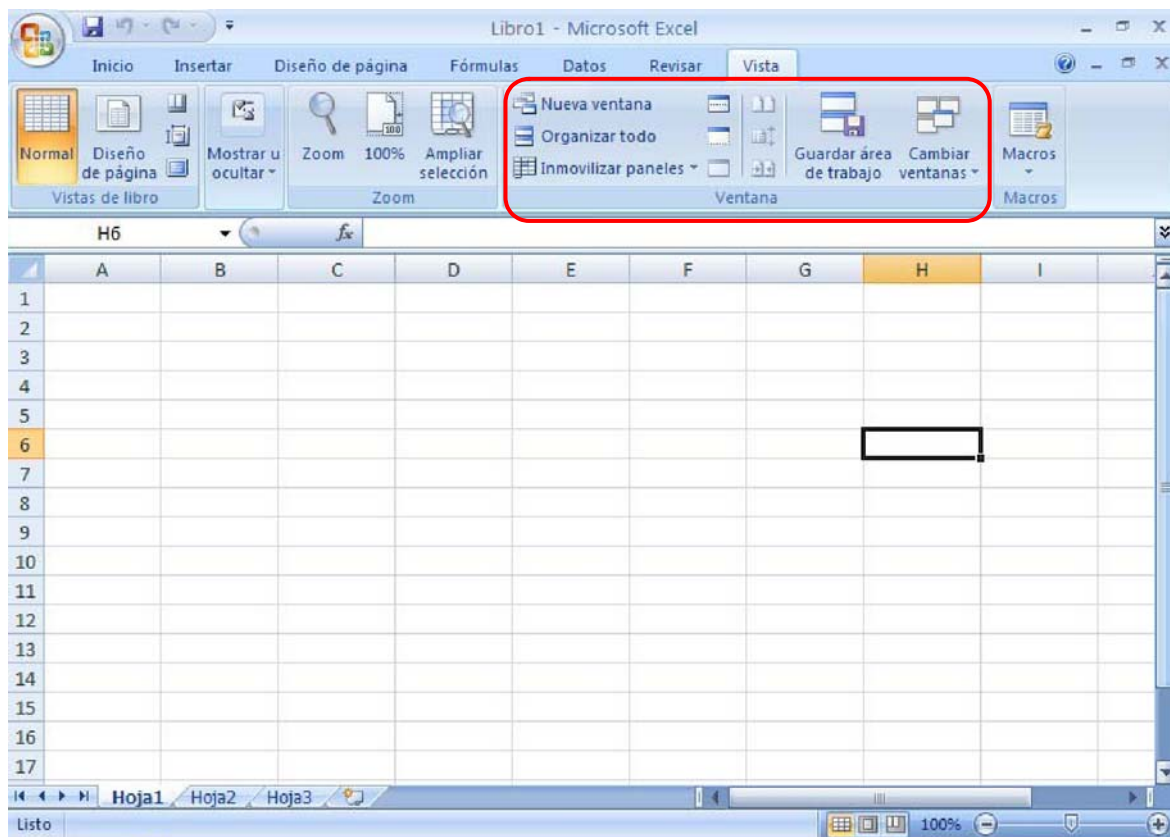 Libro1 - Microsoft Excel
Inicio Insertar Diseño de página Fórmulas Datos Revisar Vista
Normal
Diseño de página
Mostrar u ocultar
Zoom
100%
Ampliar selección
Nueva ventana
Organizar todo
Inmovilizar paneles
Guardar área de trabajo
Cambiar ventanas
Macros
Vistas de libro Zoom Ventana Macros
H6 fx
A B C D E F G H I
1
2
3
4
5
6
7
8
9
10
11
12
13
14
15
16
17
Hoja1 Hoja2 Hoja3
Listo 100%